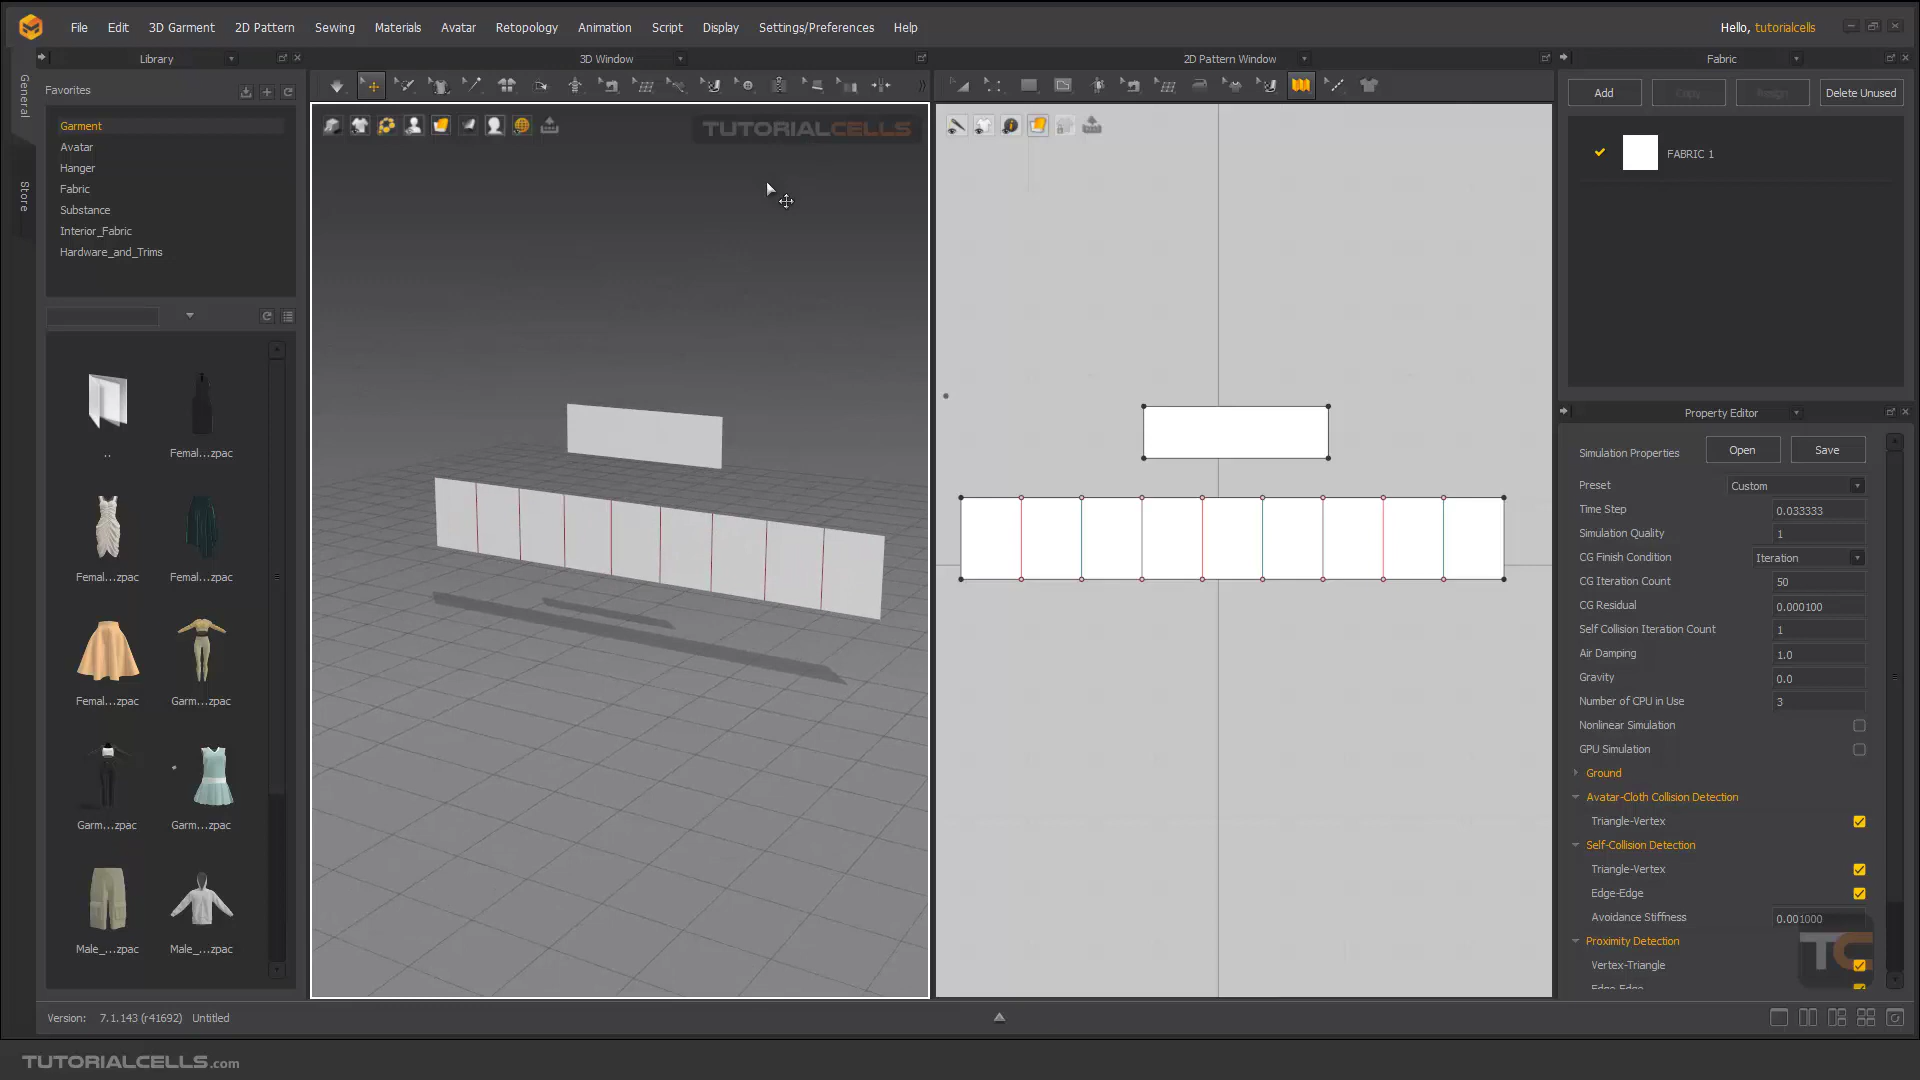 File Edit 3D Garment 2D Pattern Sewing Materials Avatar Retopology Animation Script Display Settings/Preferences Help Hello, tutorialcells
Library 3D Window 2D Pattern Window Fabric
General
Store
Favorites
Garment
Avatar
Hanger
Fabric
Substance
Interior_Fabric
Hardware_and_Trims
.. Femal...zpac
Femal...zpac Femal...zpac
Femal...zpac Garm...zpac
Garm...zpac Garm...zpac
Male_...zpac Male_...zpac
TUTORIALCELLS
Add Copy Assign Delete Unused
FABRIC 1
Property Editor
Simulation Properties Open Save
Preset Custom
Time Step 0.033333
Simulation Quality 1
CG Finish Condition Iteration
CG Iteration Count 50
CG Residual 0.000100
Self Collision Iteration Count 1
Air Damping 1.0
Gravity 0.0
Number of CPU in Use 3
Nonlinear Simulation
GPU Simulation
Ground
Avatar-Cloth Collision Detection
Triangle-Vertex
Self-Collision Detection
Triangle-Vertex
Edge-Edge
Avoidance Stiffness 0.001000
Proximity Detection
Vertex-Triangle
Edge-Edge
TC
Version: 7.1.143 (r41692) Untitled
TUTORIALCELLS.com